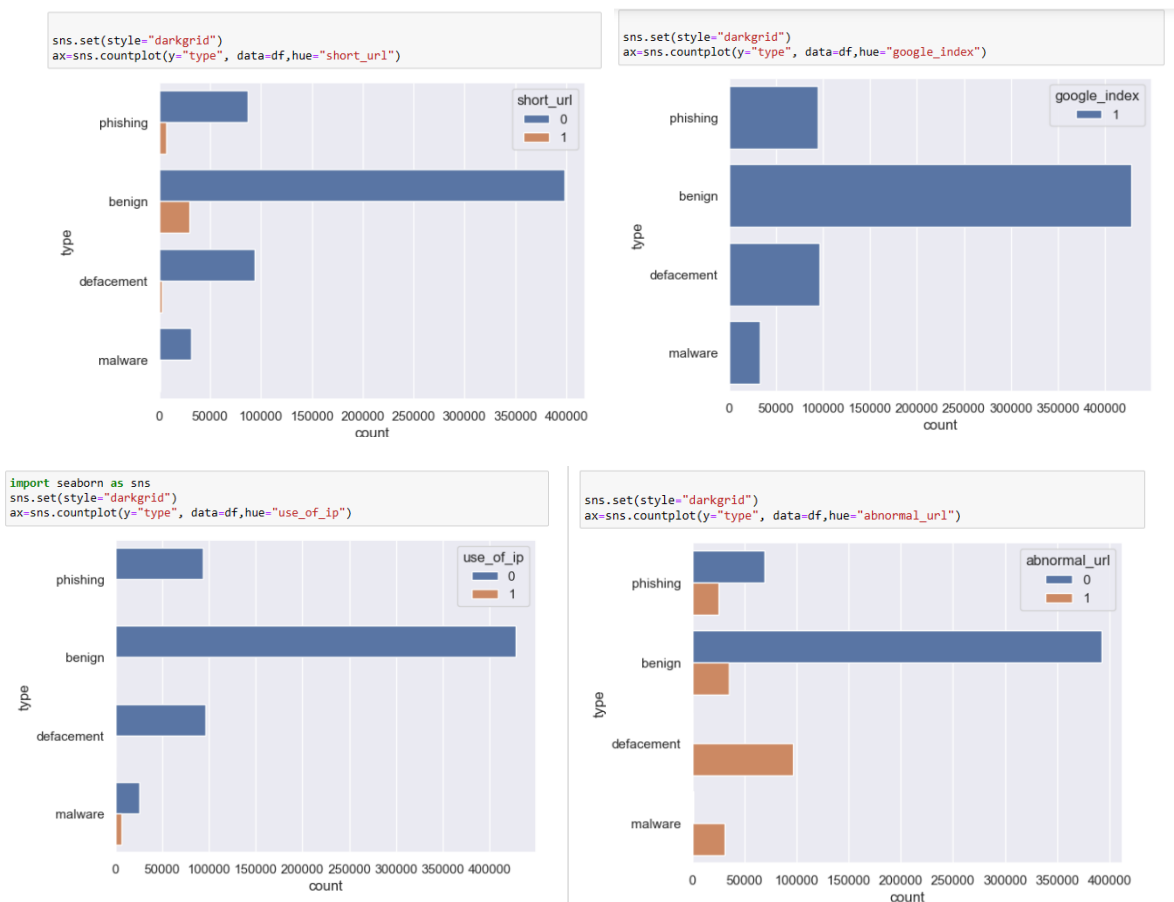 sns.set(style="darkgrid")
ax=sns.countplot(y="type", data=df,hue="short_url")
short_url
0
1
phishing
benign
defacement
malware
type
0 50000 100000 150000 200000 250000 300000 350000 400000
count
sns.set(style="darkgrid")
ax=sns.countplot(y="type", data=df,hue="google_index")
google_index
1
phishing
benign
defacement
malware
type
0 50000 100000 150000 200000 250000 300000 350000 400000
count
import seaborn as sns
sns.set(style="darkgrid")
ax=sns.countplot(y="type", data=df,hue="use_of_ip")
use_of_ip
0
1
phishing
benign
defacement
malware
type
0 50000 100000 150000 200000 250000 300000 350000 400000
count
sns.set(style="darkgrid")
ax=sns.countplot(y="type", data=df,hue="abnormal_url")
abnormal_url
0
1
phishing
benign
defacement
malware
type
0 50000 100000 150000 200000 250000 300000 350000 400000
count